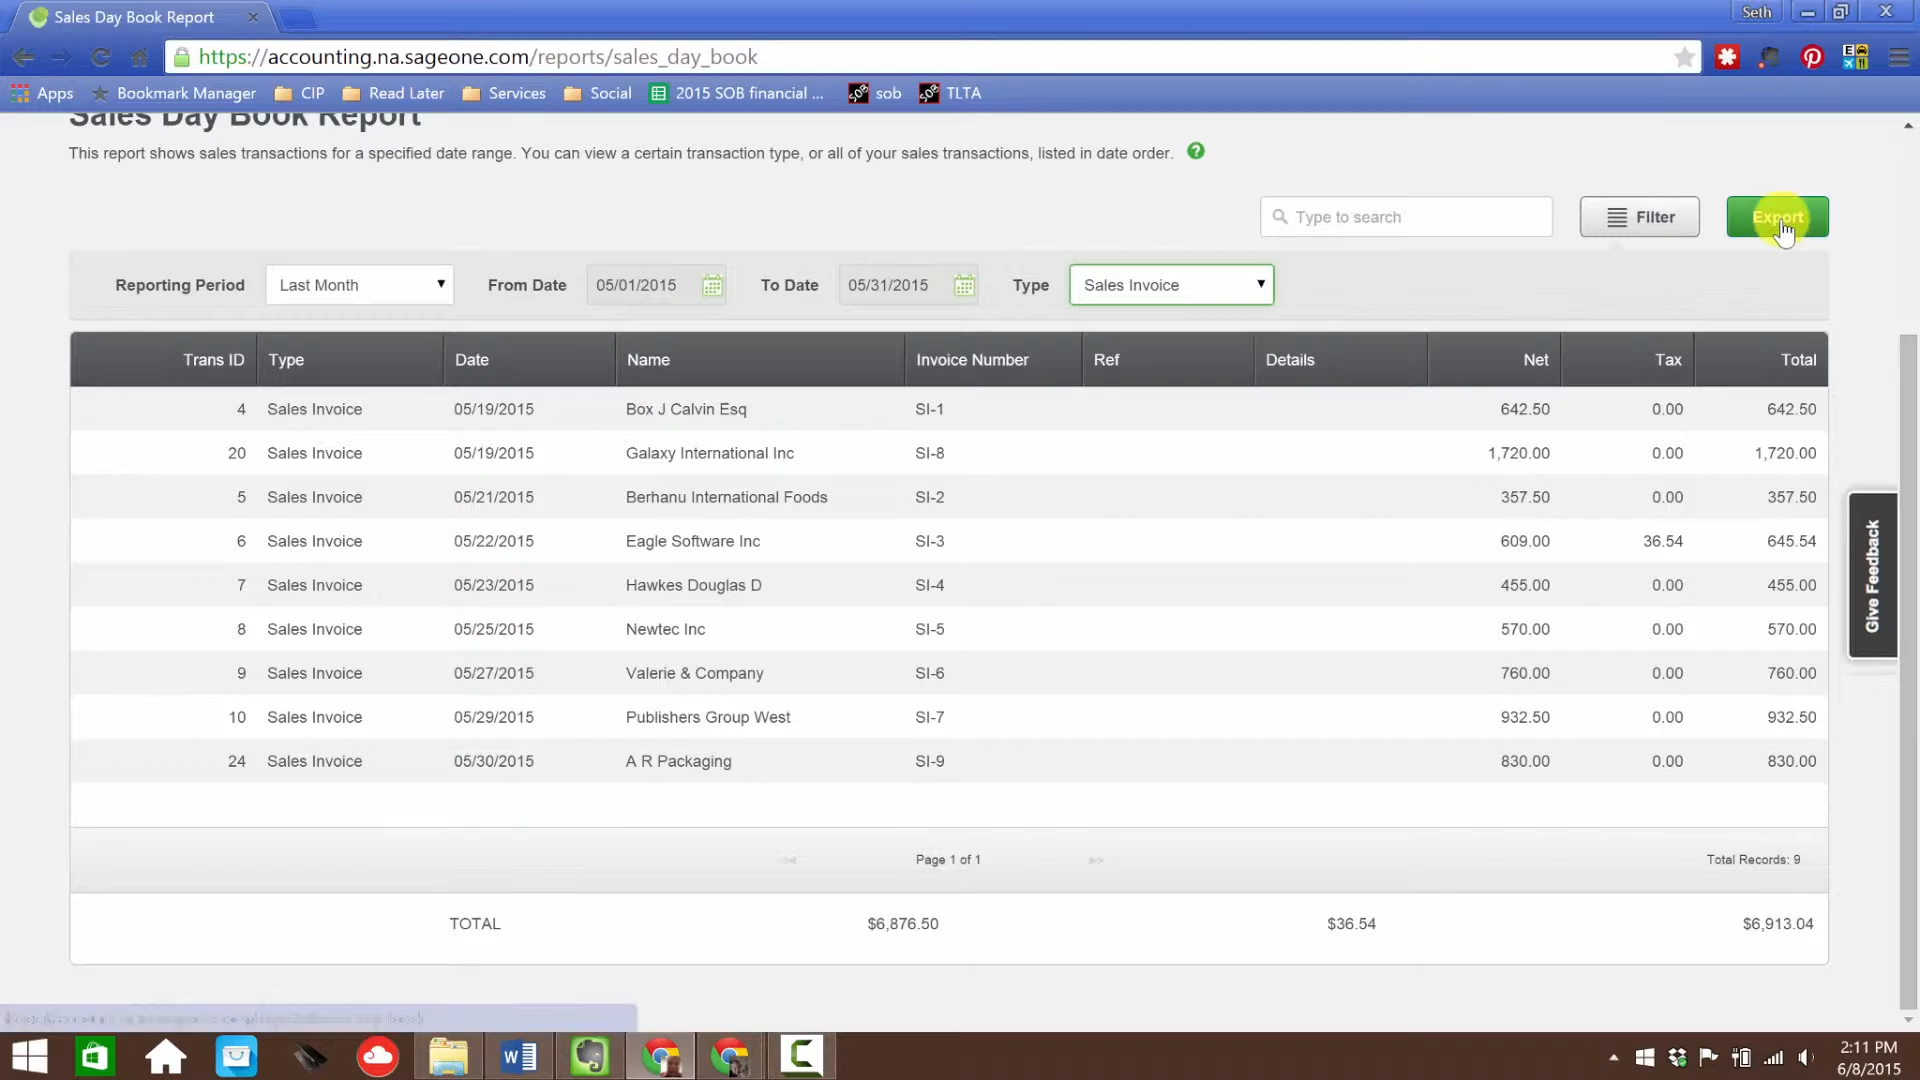 Sales Day Book Report
Seth
https://accounting.na.sageone.com/reports/sales_day_book
Apps Bookmark Manager CIP Read Later Services Social 2015 SOB financial ... sob TLTA
Sales Day Book Report
This report shows sales transactions for a specified date range. You can view a certain transaction type, or all of your sales transactions, listed in date order.
Type to search Filter Export
Reporting Period Last Month From Date 05/01/2015 To Date 05/31/2015 Type Sales Invoice
Trans ID Type Date Name Invoice Number Ref Details Net Tax Total
4 Sales Invoice 05/19/2015 Box J Calvin Esq SI-1 642.50 0.00 642.50
20 Sales Invoice 05/19/2015 Galaxy International Inc SI-8 1,720.00 0.00 1,720.00
5 Sales Invoice 05/21/2015 Berhanu International Foods SI-2 357.50 0.00 357.50
6 Sales Invoice 05/22/2015 Eagle Software Inc SI-3 609.00 36.54 645.54
7 Sales Invoice 05/23/2015 Hawkes Douglas D SI-4 455.00 0.00 455.00
8 Sales Invoice 05/25/2015 Newtec Inc SI-5 570.00 0.00 570.00
9 Sales Invoice 05/27/2015 Valerie & Company SI-6 760.00 0.00 760.00
10 Sales Invoice 05/29/2015 Publishers Group West SI-7 932.50 0.00 932.50
24 Sales Invoice 05/30/2015 A R Packaging SI-9 830.00 0.00 830.00
Page 1 of 1 Total Records: 9
TOTAL $6,876.50 $36.54 $6,913.04
Give Feedback
2:11 PM
6/8/2015